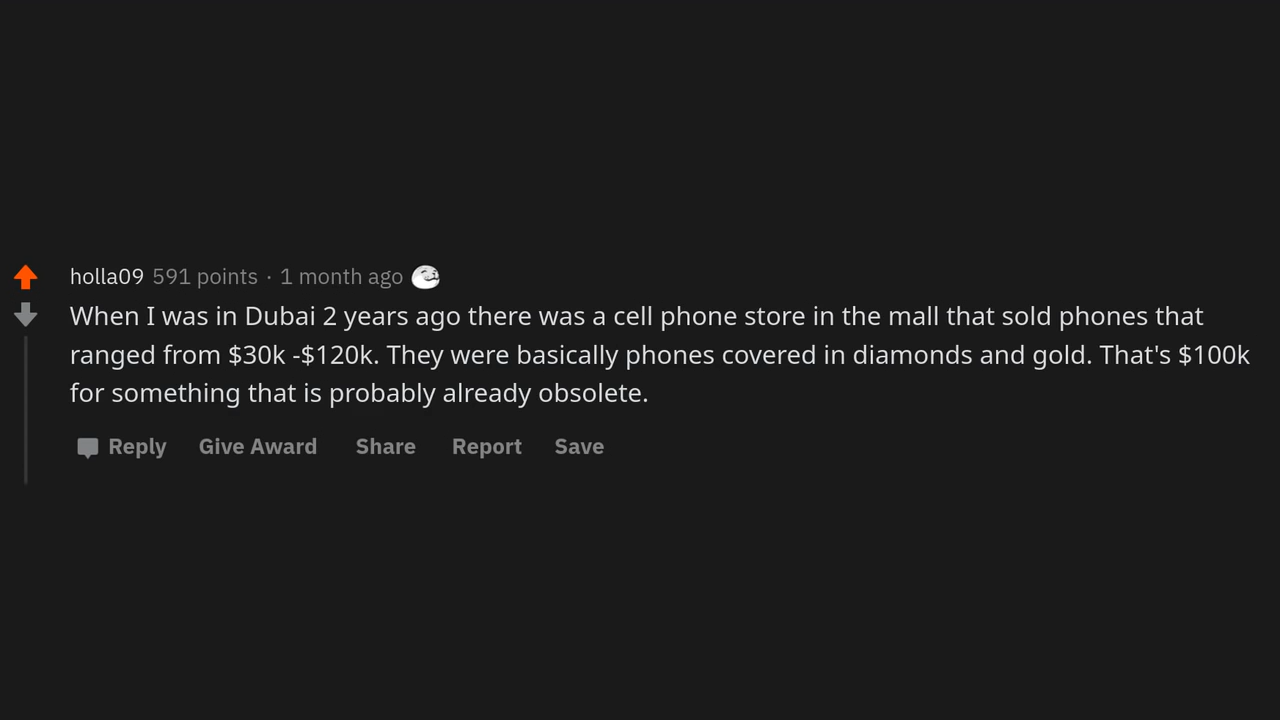 holla09 591 points · 1 month ago
When I was in Dubai 2 years ago there was a cell phone store in the mall that sold phones that
ranged from $30k -$120k. They were basically phones covered in diamonds and gold. That's $100k
for something that is probably already obsolete.
Reply Give Award Share Report Save